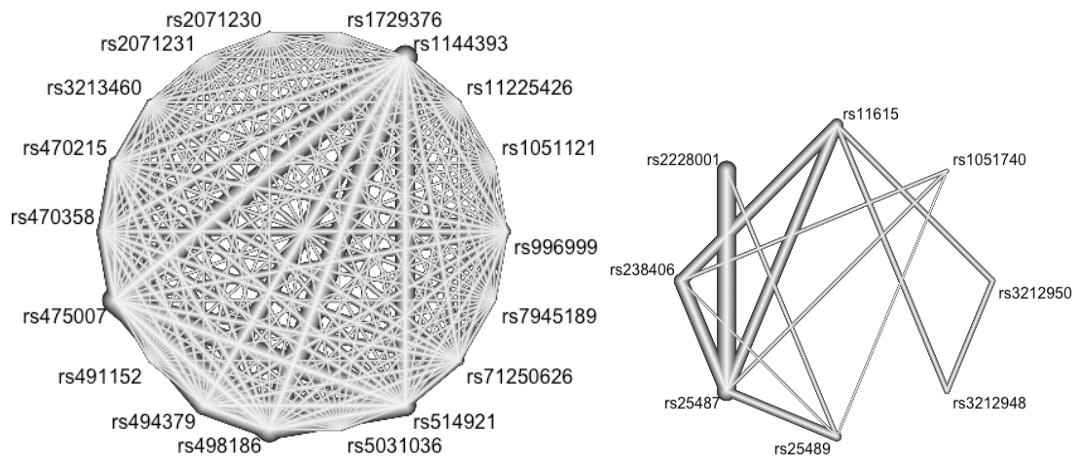 rs2071230
rs1729376
rs2071231
rs1144393
rs3213460
rs11225426
rs470215
rs1051121
rs470358
rs996999
rs475007
rs7945189
rs491152
rs71250626
rs494379
rs514921
rs498186
rs5031036
rs11615
rs2228001
rs1051740
rs238406
rs3212950
rs25487
rs3212948
rs25489